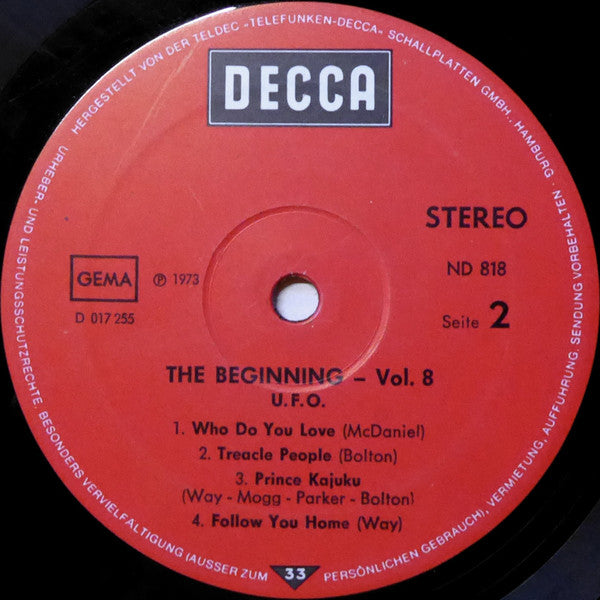 HERGESTELLT VON DER TELDEC »TELEFUNKEN-DECCA« SCHALLPLATTEN GMBH., HAMBURG ·
URHEBER- UND LEISTUNGSSCHUTZRECHTE, BESONDERS VERVIELFÄLTIGUNG (AUSSER ZUM PERSÖNLICHEN GEBRAUCH), VERMIETUNG, AUFFÜHRUNG, SENDUNG VORBEHALTEN
DECCA
STEREO
GEMA
℗ 1973
ND 818
D 017 255
Seite 2
THE BEGINNING – Vol. 8
U.F.O.
1. Who Do You Love (McDaniel)
2. Treacle People (Bolton)
3. Prince Kajuku
(Way - Mogg - Parker - Bolton)
4. Follow You Home (Way)
33